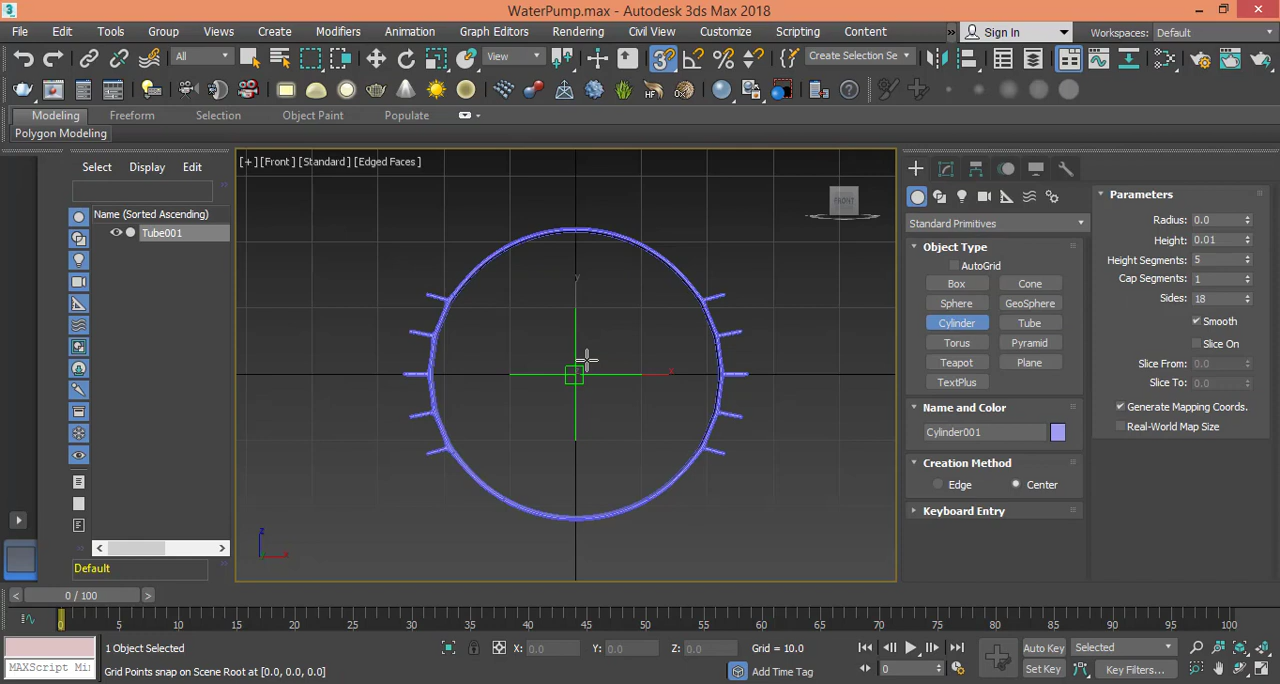 WaterPump.max - Autodesk 3ds Max 2018
File Edit Tools Group Views Create Modifiers Animation Graph Editors Rendering Civil View Customize Scripting Content » Sign In Workspaces: Default
All View 3 Create Selection Se
Modeling Freeform Selection Object Paint Populate
Polygon Modeling
Select Display Edit
[+] [Front ] [Standard ] [Edged Faces ]
Name (Sorted Ascending)
Tube001
FRONT
y
x
z
x
Default
Standard Primitives
Object Type
AutoGrid
Box Cone
Sphere GeoSphere
Cylinder Tube
Torus Pyramid
Teapot Plane
TextPlus
Name and Color
Cylinder001
Creation Method
Edge Center
Keyboard Entry
Parameters
Radius: 0.0
Height: 0.01
Height Segments: 5
Cap Segments: 1
Sides: 18
Smooth
Slice On
Slice From: 0.0
Slice To: 0.0
Generate Mapping Coords.
Real-World Map Size
< 0 / 100 >
0 5 10 15 20 25 30 35 40 45 50 55 60 65 70 75 80 85 90 95 100
1 Object Selected X: 0.0 Y: 0.0 Z: 0.0 Grid = 10.0 Auto Key Selected
MAXScript Mi: Grid Points snap on Scene Root at [0.0, 0.0, 0.0] Add Time Tag 0 Set Key Key Filters...